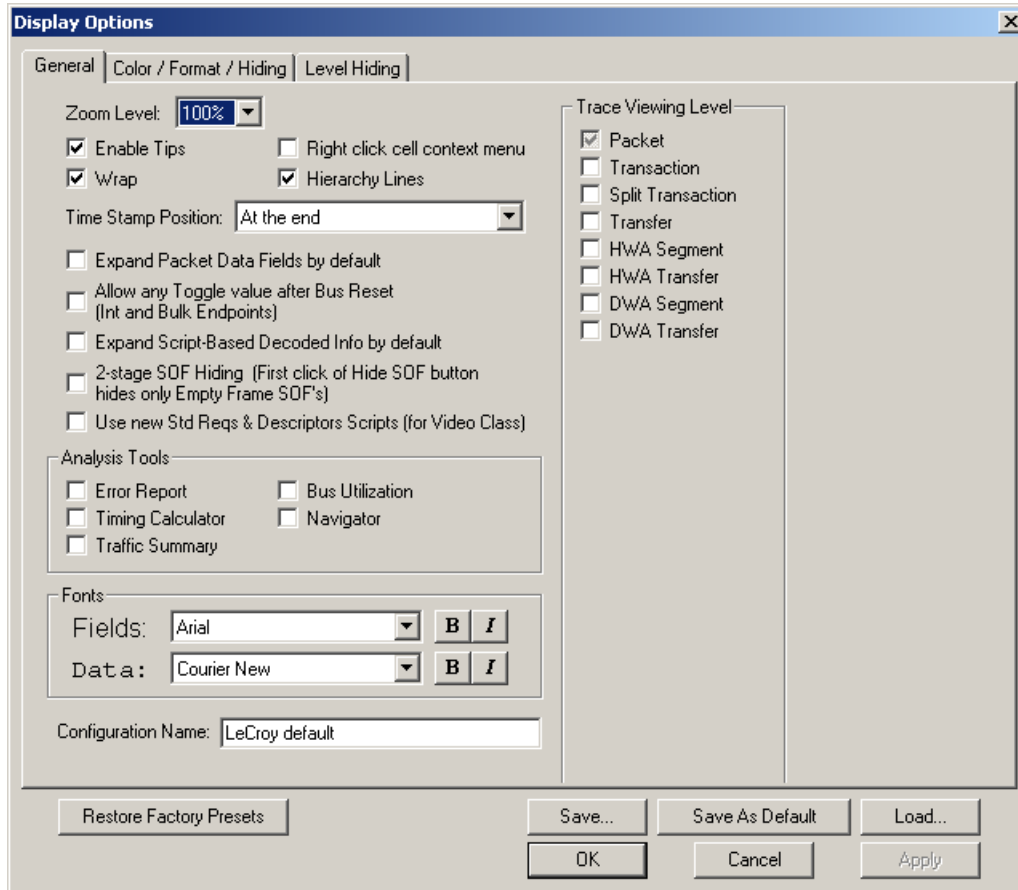 Display Options
General
Color / Format / Hiding
Level Hiding
Zoom Level: 100%
Enable Tips
Right click cell context menu
Wrap
Hierarchy Lines
Time Stamp Position: At the end
Expand Packet Data Fields by default
Allow any Toggle value after Bus Reset
(Int and Bulk Endpoints)
Expand Script-Based Decoded Info by default
2-stage SOF Hiding (First click of Hide SOF button
hides only Empty Frame SOF's)
Use new Std Reqs & Descriptors Scripts (for Video Class)
Analysis Tools
Error Report
Bus Utilization
Timing Calculator
Navigator
Traffic Summary
Fonts
Fields: Arial B I
Data: Courier New B I
Configuration Name: LeCroy default
Trace Viewing Level
Packet
Transaction
Split Transaction
Transfer
HWA Segment
HWA Transfer
DWA Segment
DWA Transfer
Restore Factory Presets
Save...
Save As Default
Load...
OK
Cancel
Apply